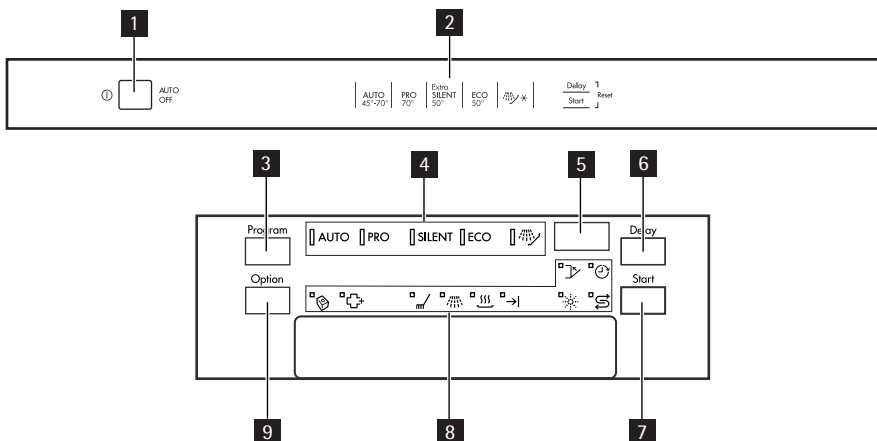 1
2
AUTO
OFF
AUTO
45°-70°
PRO
70°
Extra
SILENT
50°
ECO
50°
Delay
Start
Reset
3
4
5
6
Program
AUTO PRO SILENT ECO
Delay
Option
Start
9
8
7